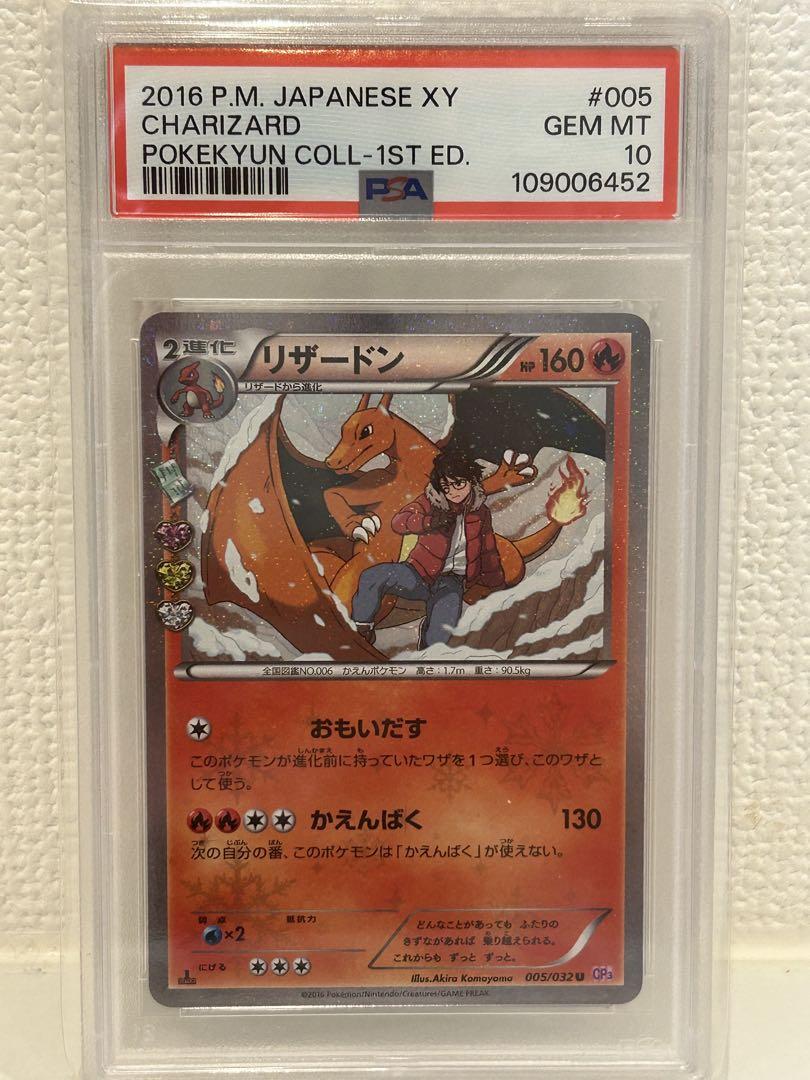 2016 P.M. JAPANESE XY #005
CHARIZARD GEM MT
POKEKYUN COLL-1ST ED. 10
PSA 109006452
2進化 リザードン HP160
リザードから進化
全国図鑑NO.006 かえんポケモン 高さ:1.7m 重さ:90.5kg
おもいだす
このポケモンが進化前に持っていたワザを1つ選び、このワザと
して使う。
かえんばく 130
次の自分の番、このポケモンは「かえんばく」が使えない。
弱点 抵抗力
×2
にげる
どんなことがあっても ふたりの
きずながあれば 乗り越えられる。
これからも ずっと ずっと。
Illus.Akira Komayama 005/032 U CP3
©2016 Pokémon/Nintendo/Creatures/GAME FREAK